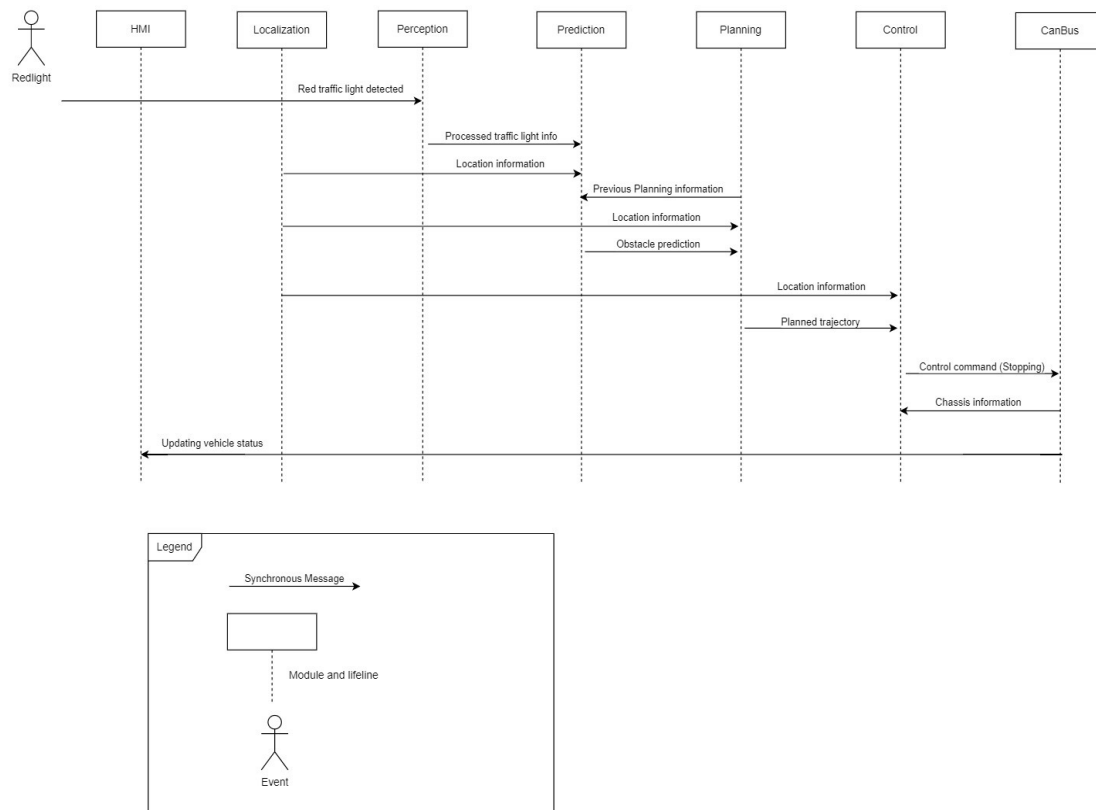 HMI
Localization
Perception
Prediction
Planning
Control
CanBus
Redlight
Red traffic light detected
Processed traffic light info
Location information
Previous Planning information
Location information
Obstacle prediction
Location information
Planned trajectory
Control command (Stopping)
Chassis information
Updating vehicle status
Legend
Synchronous Message
Module and lifeline
Event